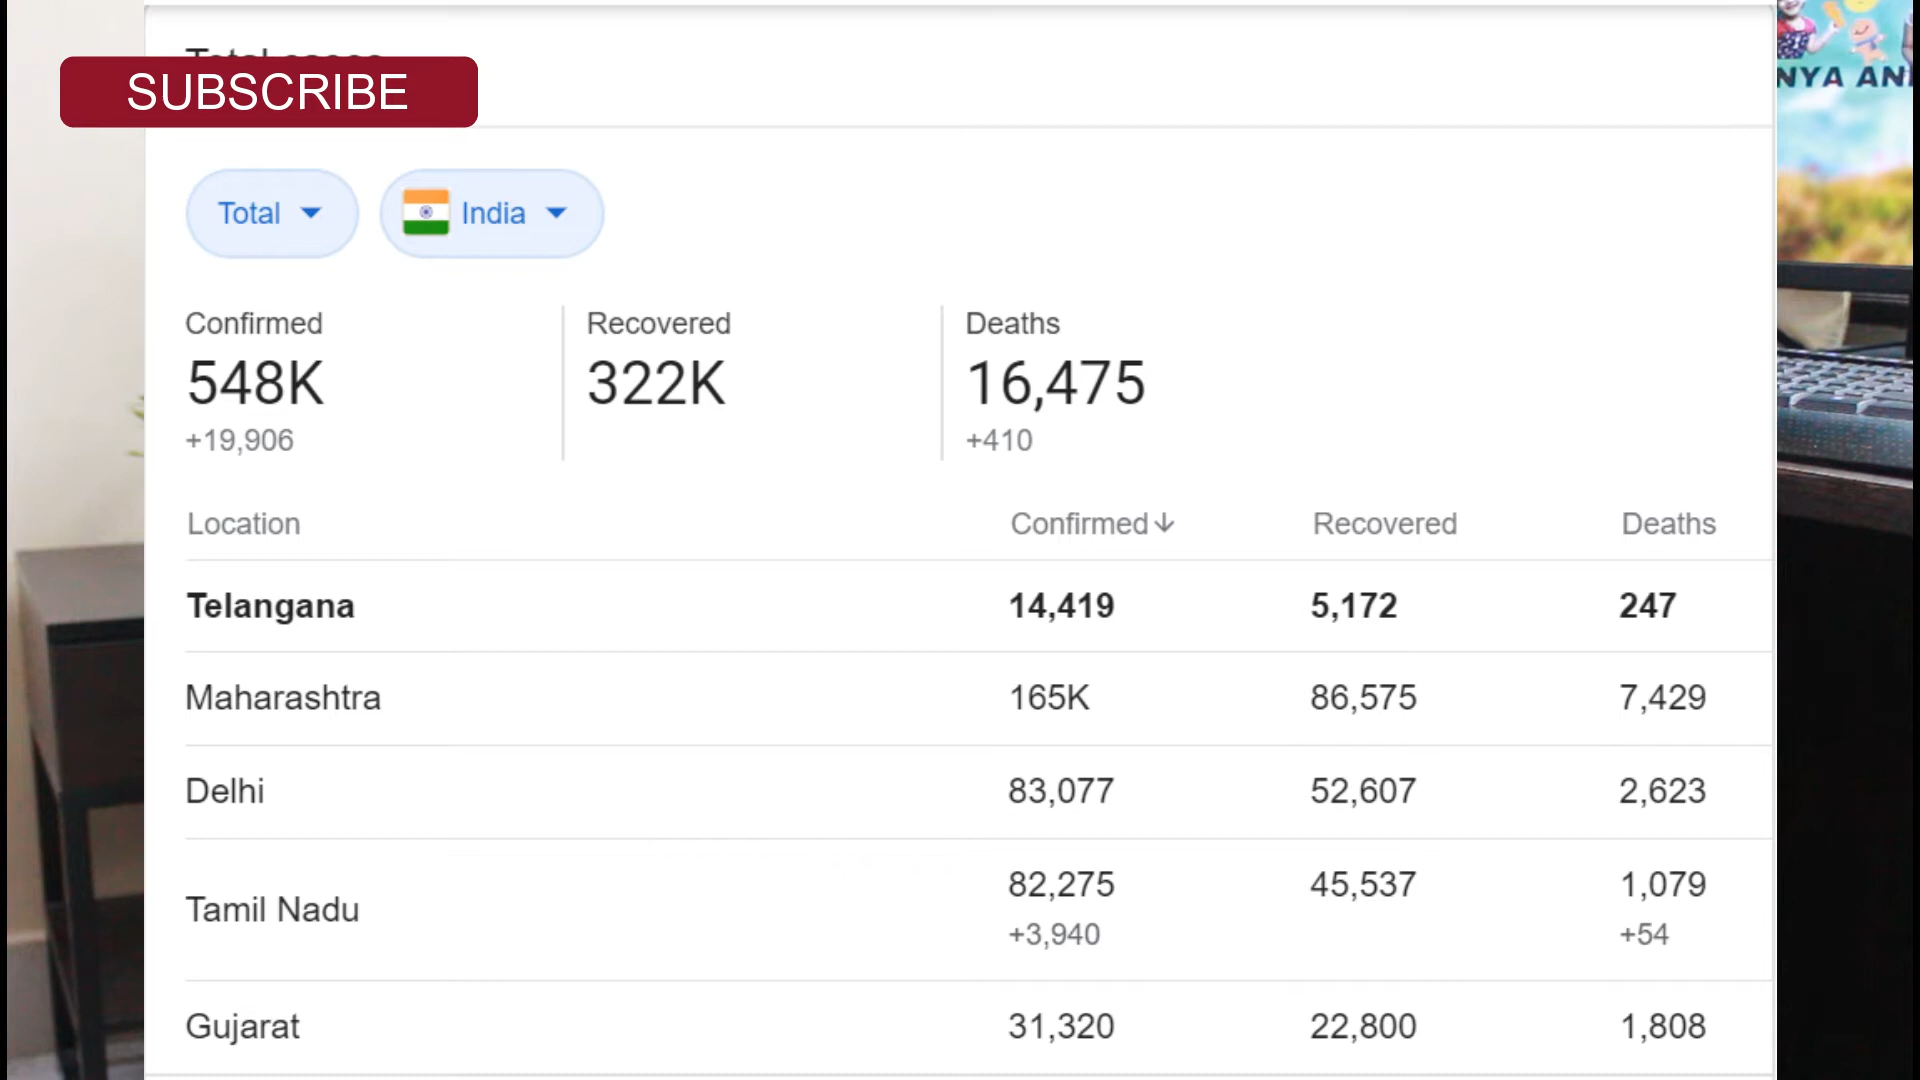 SUBSCRIBE
NYA AN
Total India
Confirmed Recovered Deaths
548K 322K 16,475
+19,906 +410
Location Confirmed Recovered Deaths
Telangana 14,419 5,172 247
Maharashtra 165K 86,575 7,429
Delhi 83,077 52,607 2,623
Tamil Nadu 82,275 45,537 1,079
+3,940 +54
Gujarat 31,320 22,800 1,808